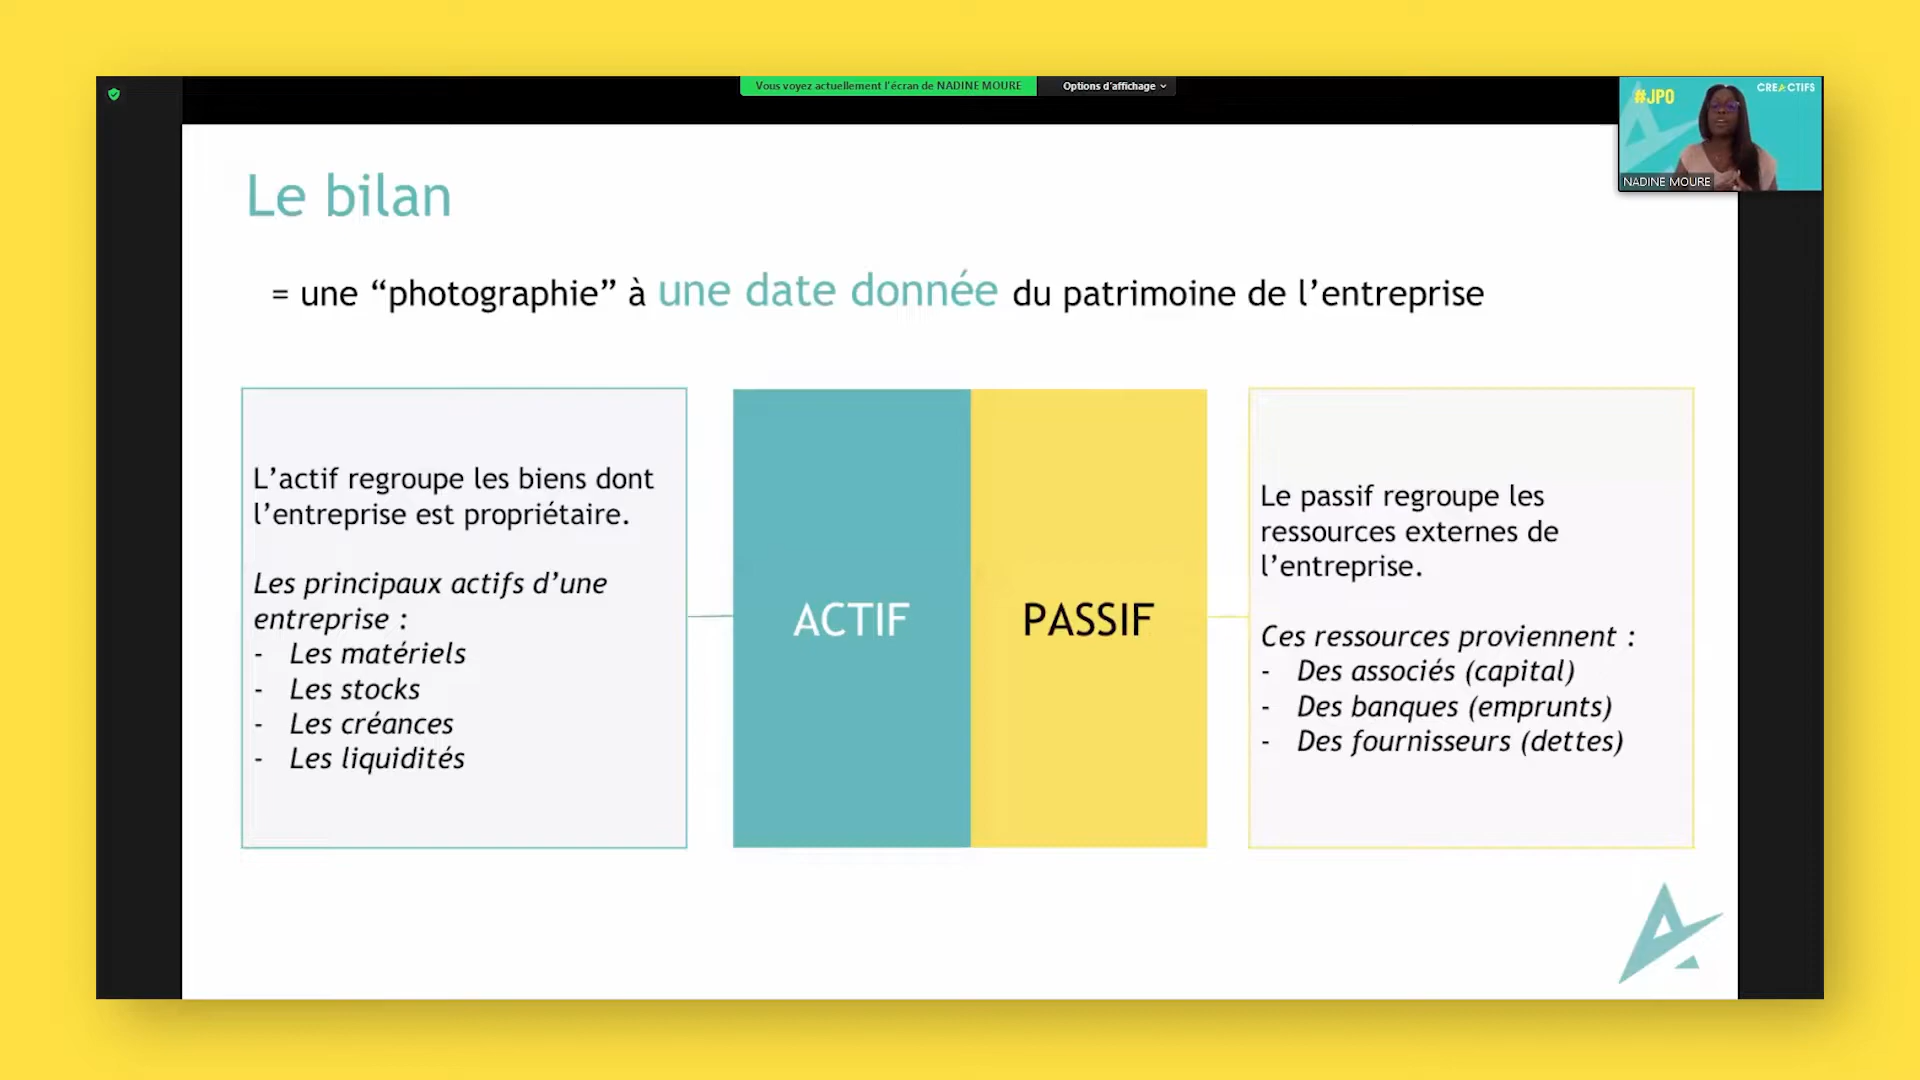 Vous voyez actuellement l'écran de NADINE MOURE
Options d'affichage
#JPO
CREACTIFS
NADINE MOURE
Le bilan
= une “photographie” à une date donnée du patrimoine de l’entreprise
L’actif regroupe les biens dont
l’entreprise est propriétaire.
Les principaux actifs d’une
entreprise :
- Les matériels
- Les stocks
- Les créances
- Les liquidités
ACTIF
PASSIF
Le passif regroupe les
ressources externes de
l’entreprise.
Ces ressources proviennent :
- Des associés (capital)
- Des banques (emprunts)
- Des fournisseurs (dettes)